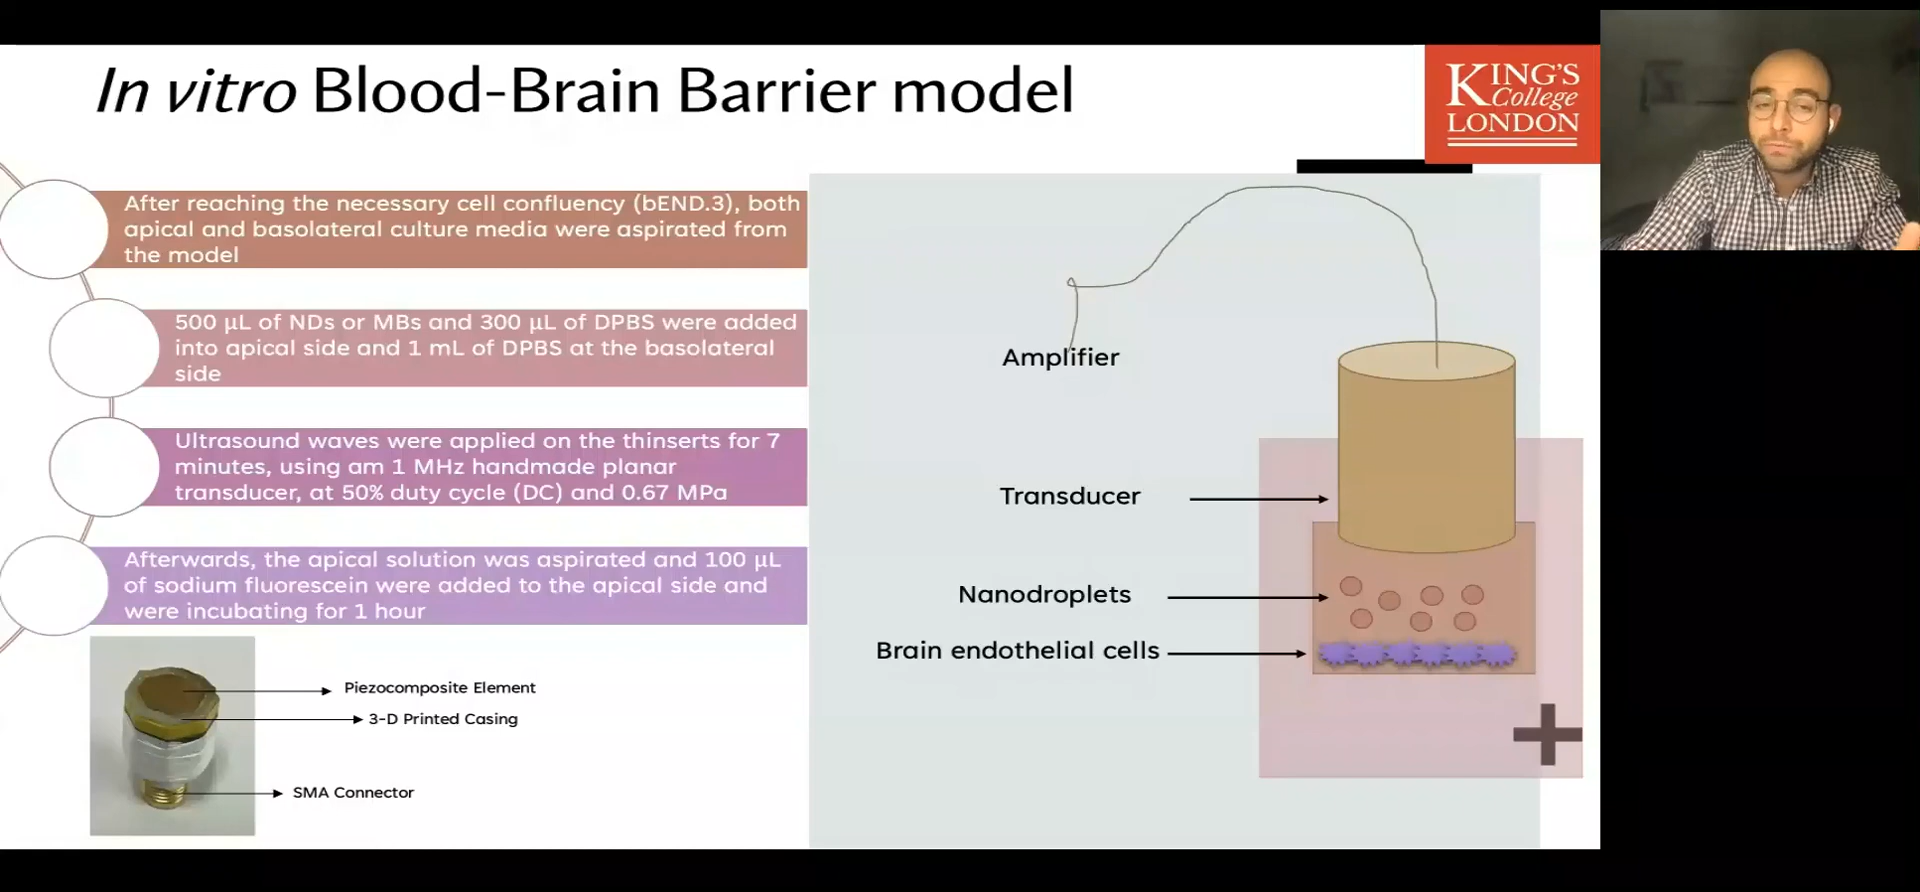 In vitro Blood-Brain Barrier model
KING'S
College
LONDON
After reaching the necessary cell confluency (bEND.3), both
apical and basolateral culture media were aspirated from
the model
500 µL of NDs or MBs and 300 µL of DPBS were added
into apical side and 1 mL of DPBS at the basolateral
side
Ultrasound waves were applied on the thinserts for 7
minutes, using am 1 MHz handmade planar
transducer, at 50% duty cycle (DC) and 0.67 MPa
Afterwards, the apical solution was aspirated and 100 µL
of sodium fluorescein were added to the apical side and
were incubating for 1 hour
Piezocomposite Element
3-D Printed Casing
SMA Connector
Amplifier
Transducer
Nanodroplets
Brain endothelial cells